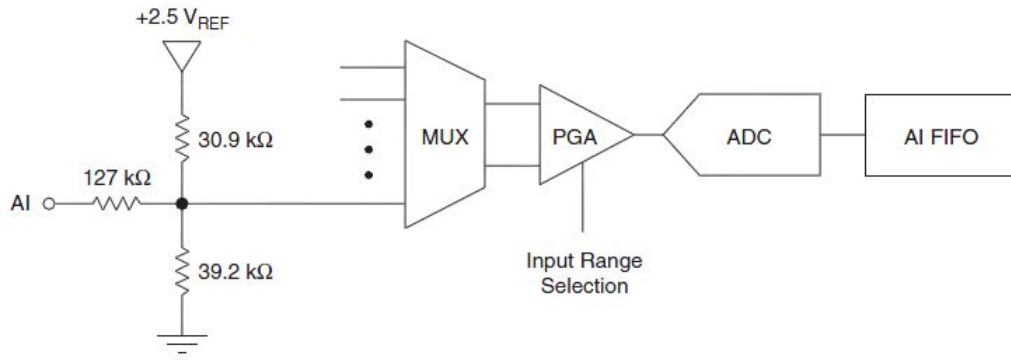 +2.5 V_REF
30.9 kΩ
127 kΩ
AI
39.2 kΩ
MUX
PGA
ADC
AI FIFO
Input Range
Selection